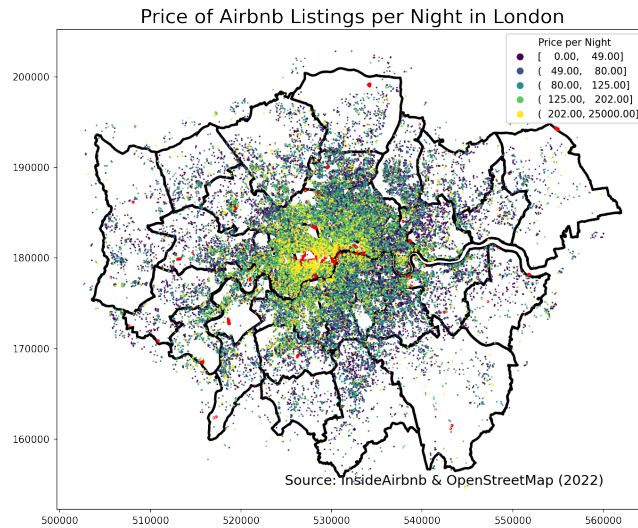 Price of Airbnb Listings per Night in London
Price per Night
[ 0.00, 49.00]
( 49.00, 80.00]
( 80.00, 125.00]
( 125.00, 202.00]
( 202.00, 25000.00]
200000
190000
180000
170000
160000
Source: InsideAirbnb & OpenStreetMap (2022)
500000 510000 520000 530000 540000 550000 560000